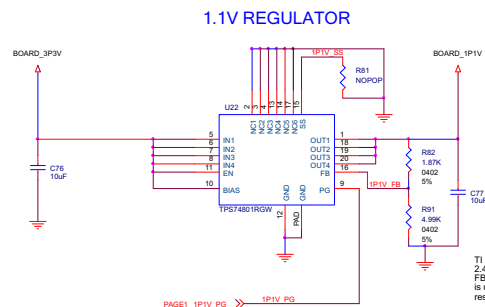 1.1V REGULATOR
BOARD_3P3V
BOARD_1P1V
1P1V_SS
R81
NOPOP
U22
2
3
4
13
14
17
15
NC1
NC2
NC3
NC4
NC5
NC6
SS
5
6
7
8
11
10
IN1
IN2
IN3
IN4
EN
BIAS
OUT1
OUT2
OUT3
OUT4
FB
PG
1
18
19
20
16
9
GND
GND
12
PAD
TPS74801RGW
C76
10uF
1P1V_FB
R82
1.87K
0402
5%
R91
4.99K
0402
5%
C77
10uF
TI
2.4
FB
is
res
PAGE1_1P1V_PG
1P1V_PG